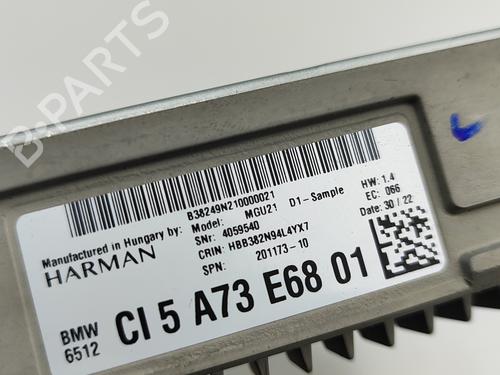 B-PARTS
B38249N210000021
Manufactured in Hungary by:
HARMAN
Model: MGU21 D1-Sample
SNr: 4059540
CRIN: HBB382N94L4YX7
SPN: 201173-10
HW: 1.4
EC: 066
Date: 30 / 22
BMW
6512
CI 5 A73 E68 01